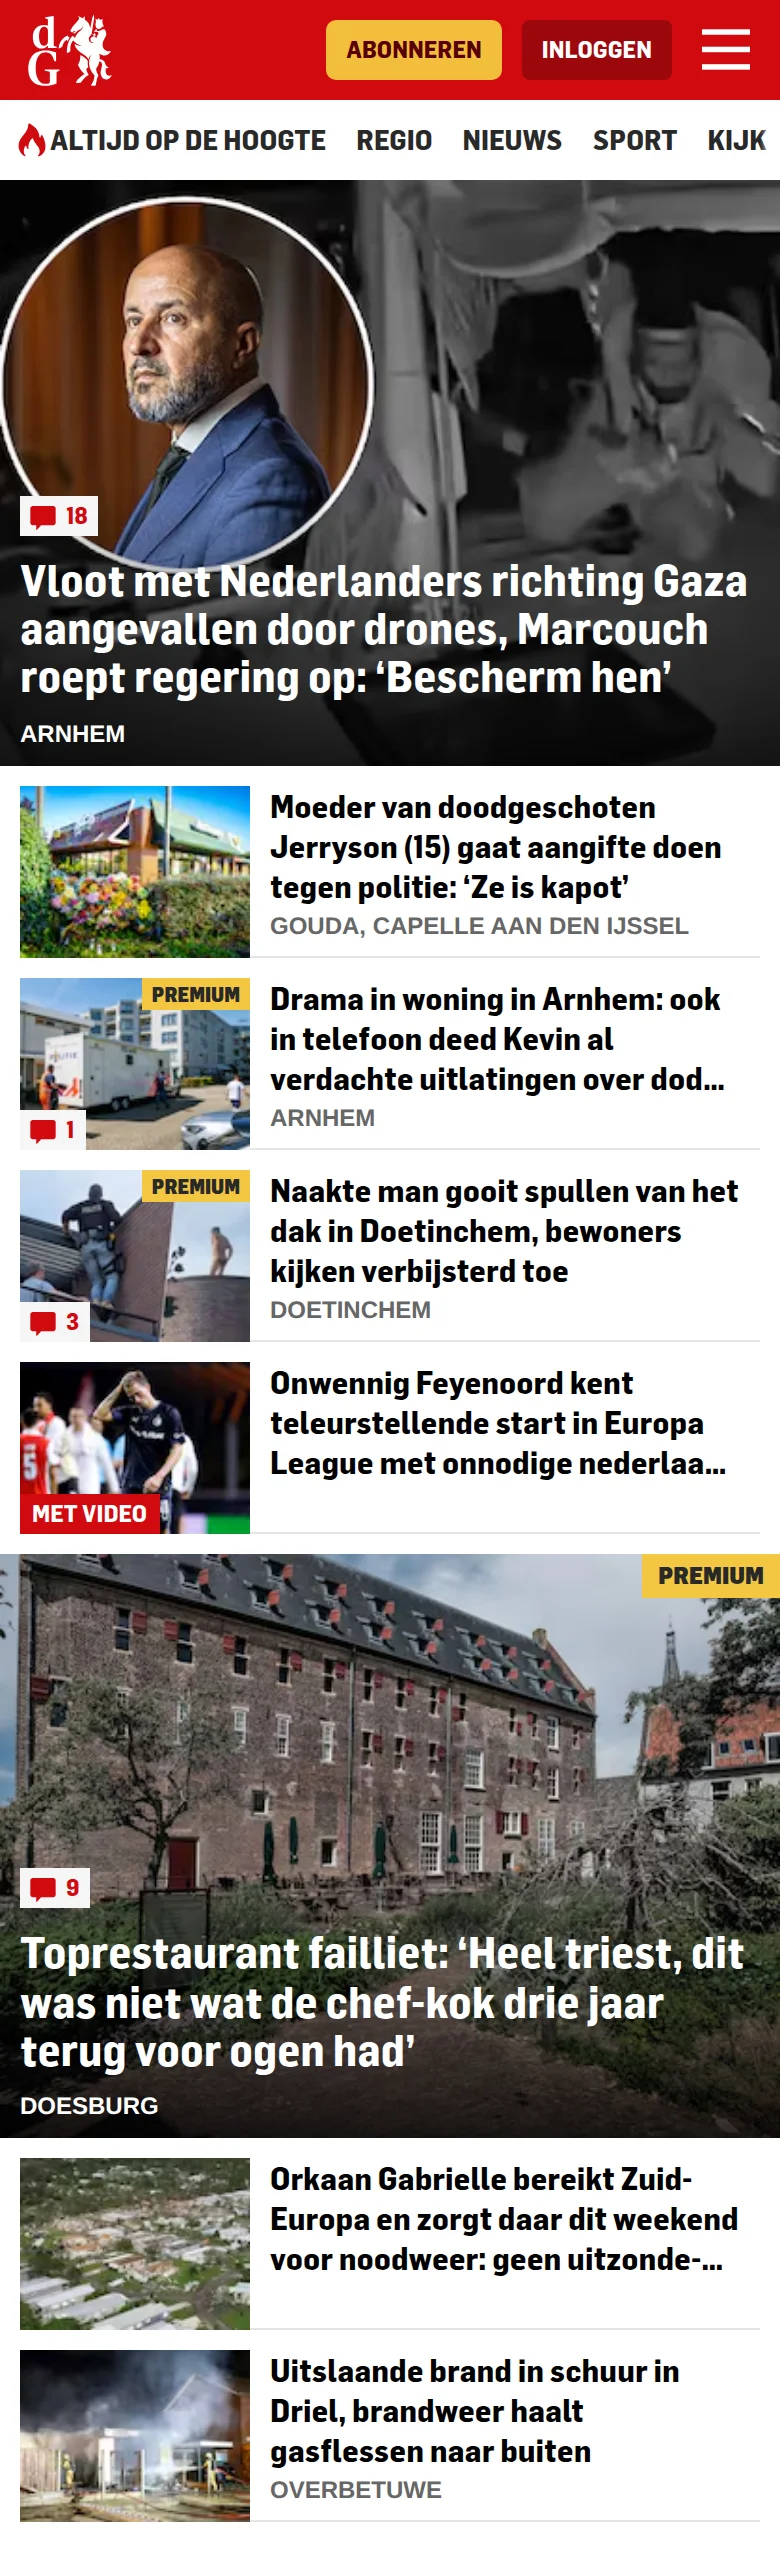 d
G
ABONNEREN
INLOGGEN
ALTIJD OP DE HOOGTE
REGIO
NIEUWS
SPORT
KIJK
18
Vloot met Nederlanders richting Gaza
aangevallen door drones, Marcouch
roept regering op: ‘Bescherm hen’
ARNHEM
Moeder van doodgeschoten
Jerryson (15) gaat aangifte doen
tegen politie: ‘Ze is kapot’
GOUDA, CAPELLE AAN DEN IJSSEL
PREMIUM
1
Drama in woning in Arnhem: ook
in telefoon deed Kevin al
verdachte uitlatingen over dod...
ARNHEM
PREMIUM
3
Naakte man gooit spullen van het
dak in Doetinchem, bewoners
kijken verbijsterd toe
DOETINCHEM
5
MET VIDEO
Onwennig Feyenoord kent
teleurstellende start in Europa
League met onnodige nederlaa...
PREMIUM
9
Toprestaurant failliet: ‘Heel triest, dit
was niet wat de chef-kok drie jaar
terug voor ogen had’
DOESBURG
Orkaan Gabrielle bereikt Zuid-
Europa en zorgt daar dit weekend
voor noodweer: geen uitzonde-...
Uitslaande brand in schuur in
Driel, brandweer haalt
gasflessen naar buiten
OVERBETUWE